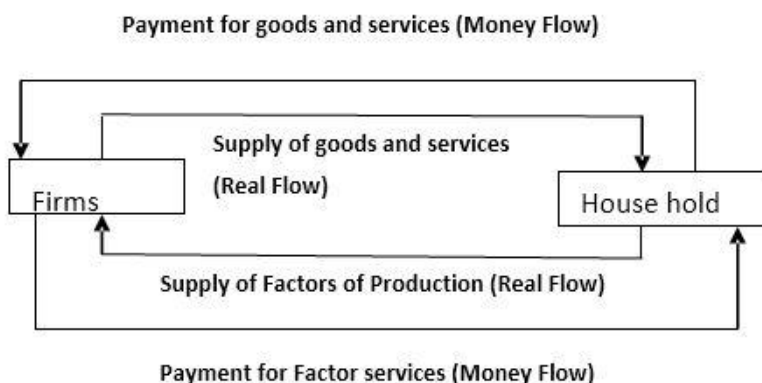 Payment for goods and services (Money Flow)
Supply of goods and services
(Real Flow)
Firms
House hold
Supply of Factors of Production (Real Flow)
Payment for Factor services (Money Flow)